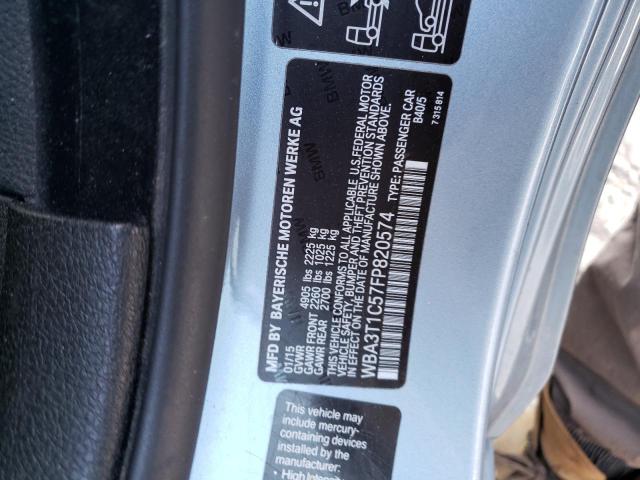 MFD BY BAYERISCHE MOTOREN WERKE AG
01/15
GVWR 4905 lbs 2225 kg
GAWR FRONT 2260 lbs 1025 kg
GAWR REAR 2700 lbs 1225 kg
THIS VEHICLE CONFORMS TO ALL APPLICABLE U.S. FEDERAL MOTOR
VEHICLE SAFETY, BUMPER AND THEFT PREVENTION STANDARDS
IN EFFECT ON THE DATE OF MANUFACTURE SHOWN ABOVE.
WBA3T1C57FP820574 TYPE: PASSENGER CAR
B40/5
7 315 814
This vehicle may
include mercury-
containing devices
installed by the
manufacturer: